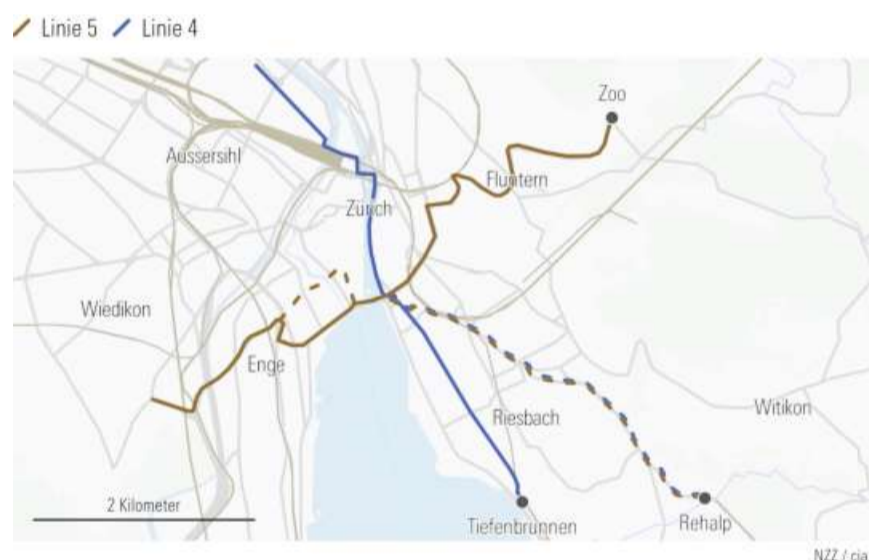 Linie 5 Linie 4
Zoo
Aussersihl
Fluntern
Zürich
Wiedikon
Enge
Witikon
Riesbach
2 Kilometer
Tiefenbrunnen
Rehalp
NZZ / cia